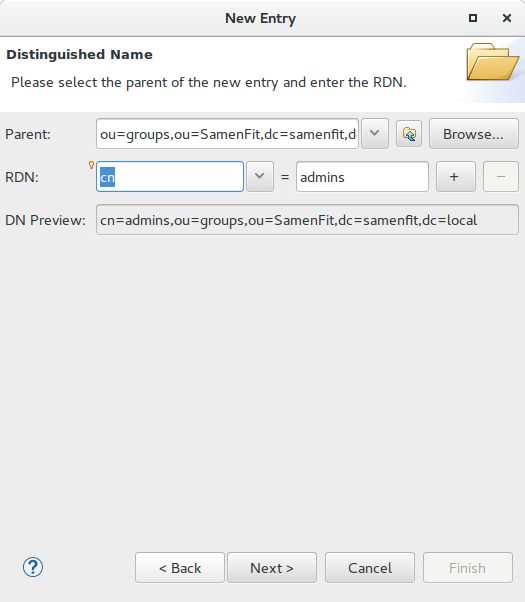 New Entry
Distinguished Name
Please select the parent of the new entry and enter the RDN.
Parent: ou=groups,ou=SamenFit,dc=samenfit,d Browse...
RDN: cn = admins + −
DN Preview: cn=admins,ou=groups,ou=SamenFit,dc=samenfit,dc=local
? < Back Next > Cancel Finish